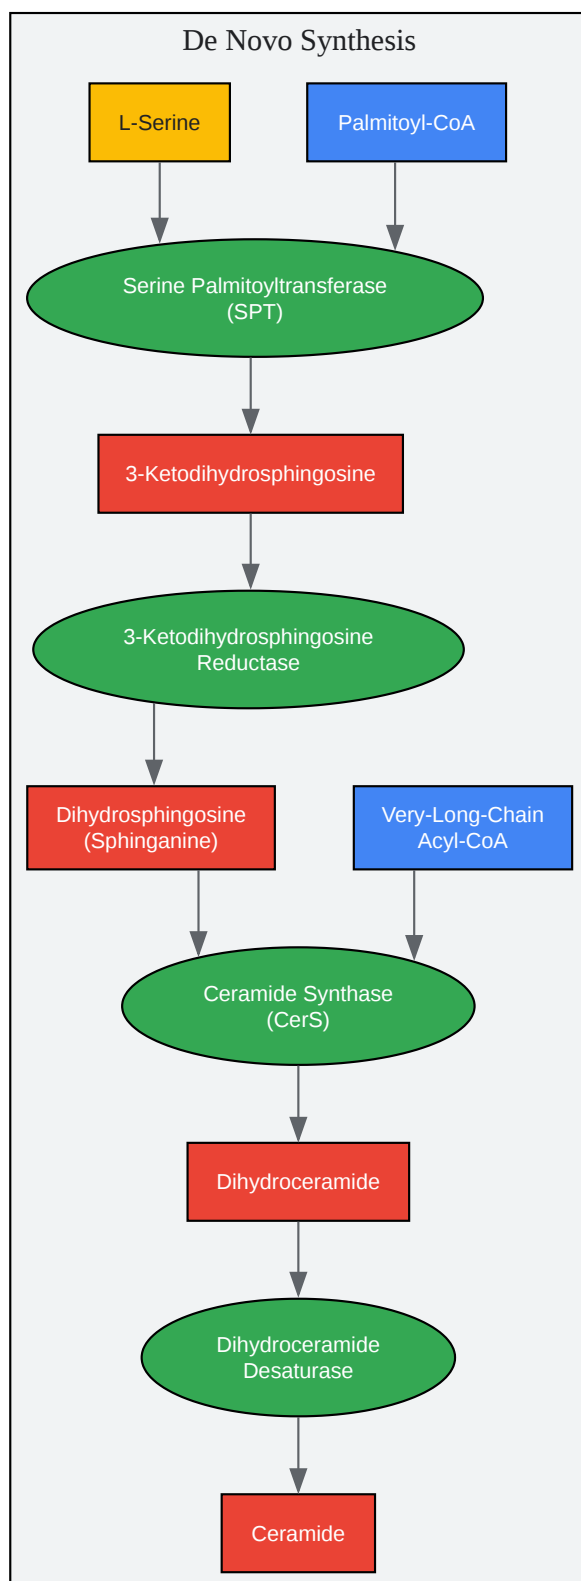 De Novo Synthesis
L-Serine
Palmitoyl-CoA
Serine Palmitoyltransferase
(SPT)
3-Ketodihydrosphingosine
3-Ketodihydrosphingosine
Reductase
Dihydrosphingosine
(Sphinganine)
Very-Long-Chain
Acyl-CoA
Ceramide Synthase
(CerS)
Dihydroceramide
Dihydroceramide
Desaturase
Ceramide